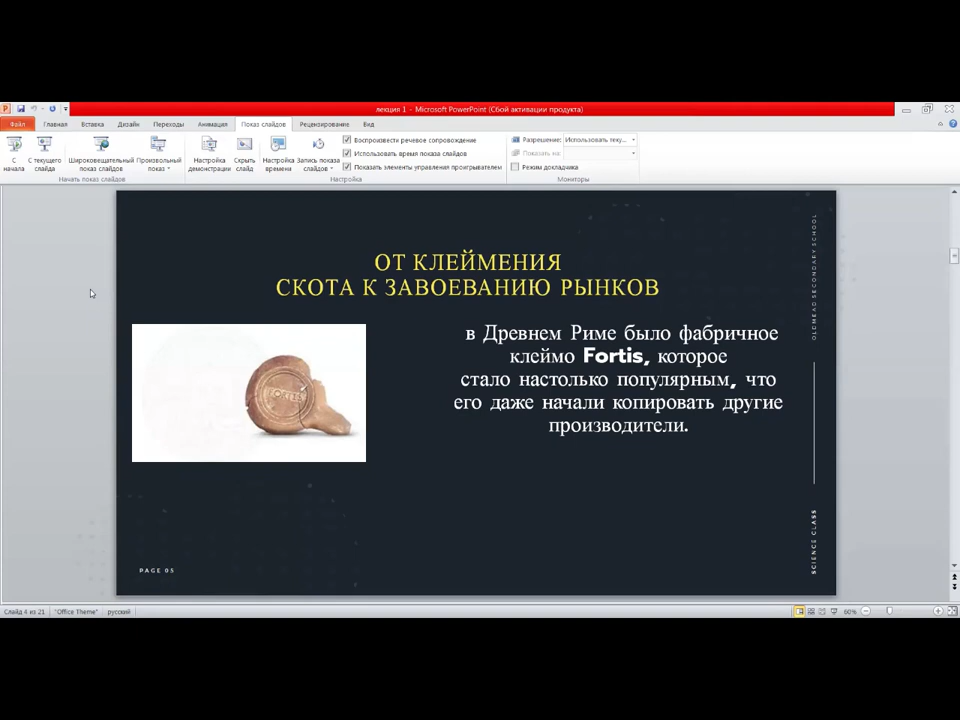 лекция 1 - Microsoft PowerPoint (Сбой активации продукта)
Файл Главная Вставка Дизайн Переходы Анимация Показ слайдов Рецензирование Вид
С начала
С текущего слайда
Широковещательный показ слайдов
Произвольный показ
Начать показ слайдов
Настройка демонстрации
Скрыть слайд
Настройка времени
Запись показа слайдов
Воспроизвести речевое сопровождение
Использовать время показа слайдов
Показать элементы управления проигрывателем
Настройка
Разрешение: Использовать теку...
Показать на:
Режим докладчика
Мониторы
ОТ КЛЕЙМЕНИЯ
СКОТА К ЗАВОЕВАНИЮ РЫНКОВ
FORTIS
в Древнем Риме было фабричное
клеймо Fortis, которое
стало настолько популярным, что
его даже начали копировать другие
производители.
OLDMEAD SECONDARY SCHOOL
SCIENCE CLASS
PAGE 05
Слайд 4 из 21 "Office Theme" русский 60%